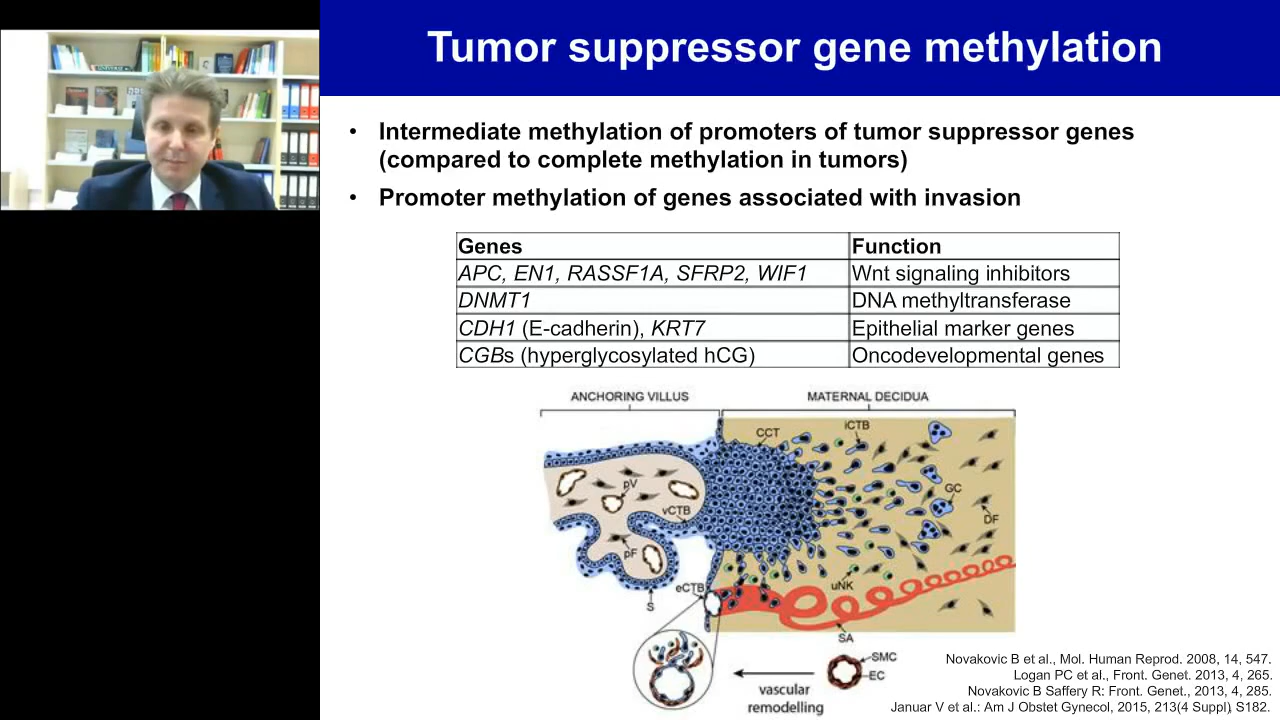 Tumor suppressor gene methylation
• Intermediate methylation of promoters of tumor suppressor genes
(compared to complete methylation in tumors)
• Promoter methylation of genes associated with invasion
Genes Function
APC, EN1, RASSF1A, SFRP2, WIF1 Wnt signaling inhibitors
DNMT1 DNA methyltransferase
CDH1 (E-cadherin), KRT7 Epithelial marker genes
CGBs (hyperglycosylated hCG) Oncodevelopmental genes
ANCHORING VILLUS MATERNAL DECIDUA
CCT
iCTB
pV
GC
vCTB
DF
pF
eCTB
uNK
S
SA
SMC
EC
vascular
remodelling
Novakovic B et al., Mol. Human Reprod. 2008, 14, 547.
Logan PC et al., Front. Genet. 2013, 4, 265.
Novakovic B Saffery R: Front. Genet., 2013, 4, 285.
Januar V et al.: Am J Obstet Gynecol, 2015, 213(4 Suppl), S182.